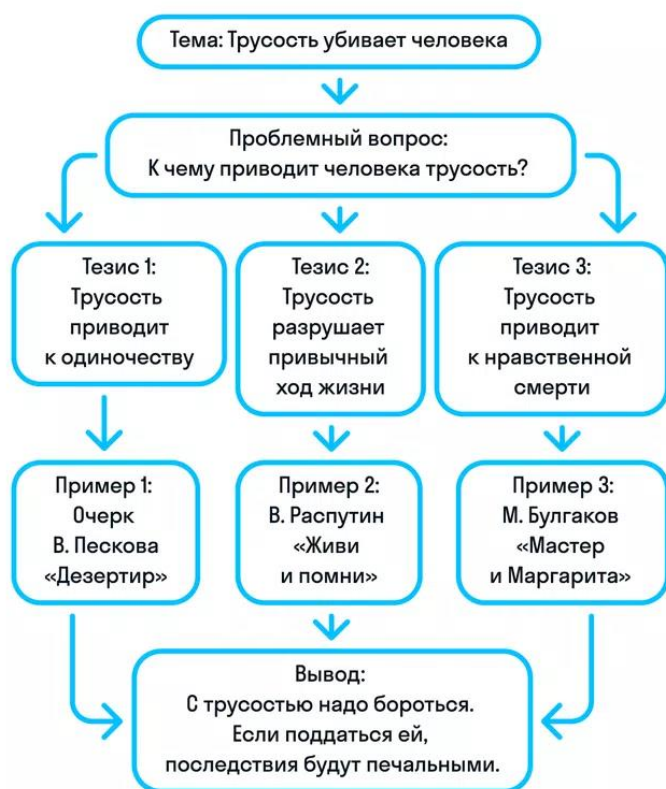 Тема: Трусость убивает человека
Проблемный вопрос:
К чему приводит человека трусость?
Тезис 1:
Трусость
приводит
к одиночеству
Тезис 2:
Трусость
разрушает
привычный
ход жизни
Тезис 3:
Трусость
приводит
к нравственной
смерти
Пример 1:
Очерк
В. Пескова
«Дезертир»
Пример 2:
В. Распутин
«Живи
и помни»
Пример 3:
М. Булгаков
«Мастер
и Маргарита»
Вывод:
С трусостью надо бороться.
Если поддаться ей,
последствия будут печальными.